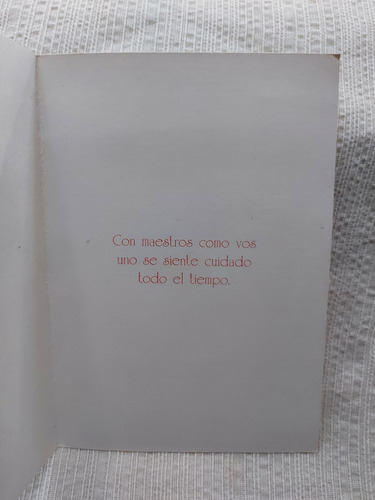 Con maestros como vos
uno se siente cuidado
todo el tiempo.